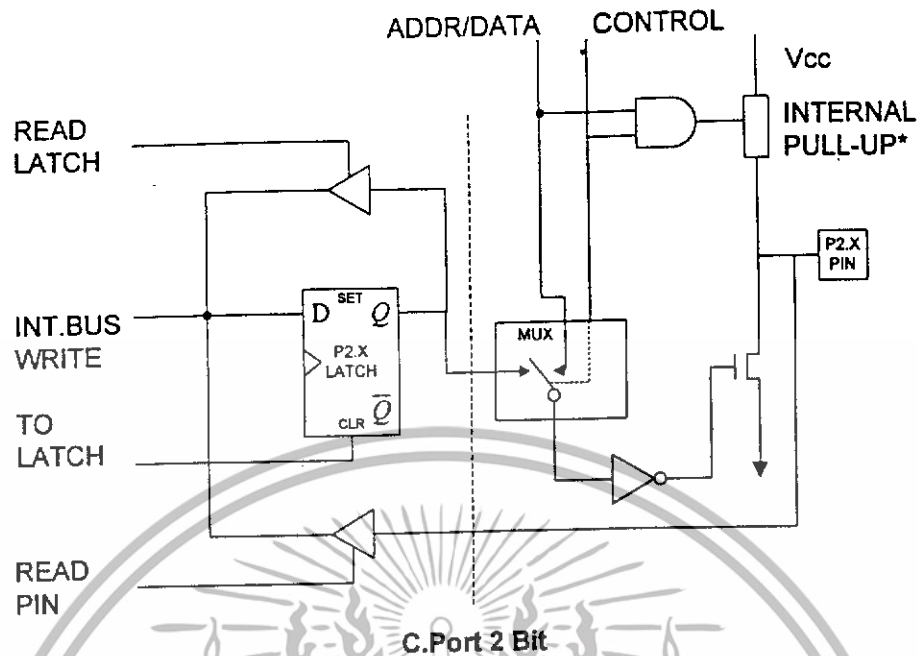 ADDR/DATA
CONTROL
Vcc
INTERNAL
PULL-UP*
READ
LATCH
P2.X
PIN
SET
D
Q
INT.BUS
WRITE
P2.X
LATCH
Q̅
CLR
MUX
TO
LATCH
READ
PIN
C.Port 2 Bit